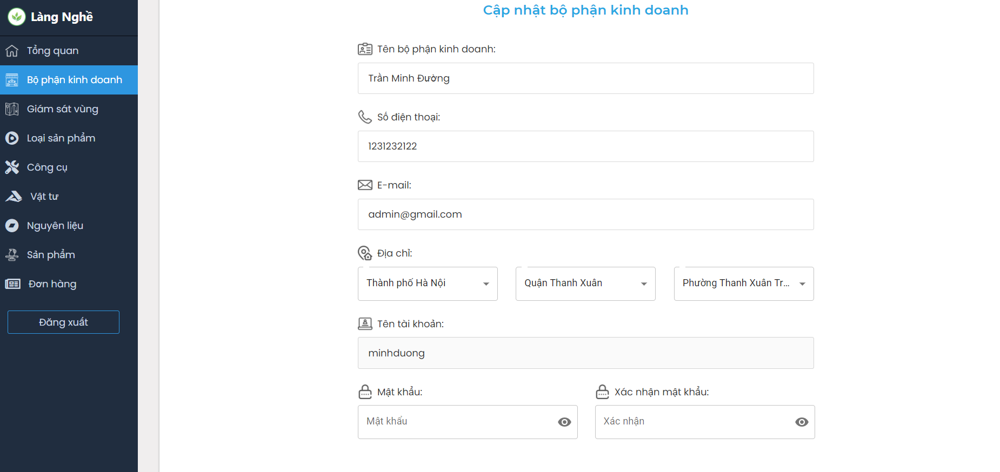 Làng Nghề
Tổng quan
Bộ phận kinh doanh
Giám sát vùng
Loại sản phẩm
Công cụ
Vật tư
Nguyên liệu
Sản phẩm
Đơn hàng
Đăng xuất
Cập nhật bộ phận kinh doanh
Tên bộ phận kinh doanh:
Trần Minh Đường
Số điện thoại:
1231232122
E-mail:
admin@gmail.com
Địa chỉ:
Thành phố Hà Nội Quận Thanh Xuân Phường Thanh Xuân Tr...
Tên tài khoản:
minhduong
Mật khẩu: Xác nhận mật khẩu:
Mật khẩu Xác nhận